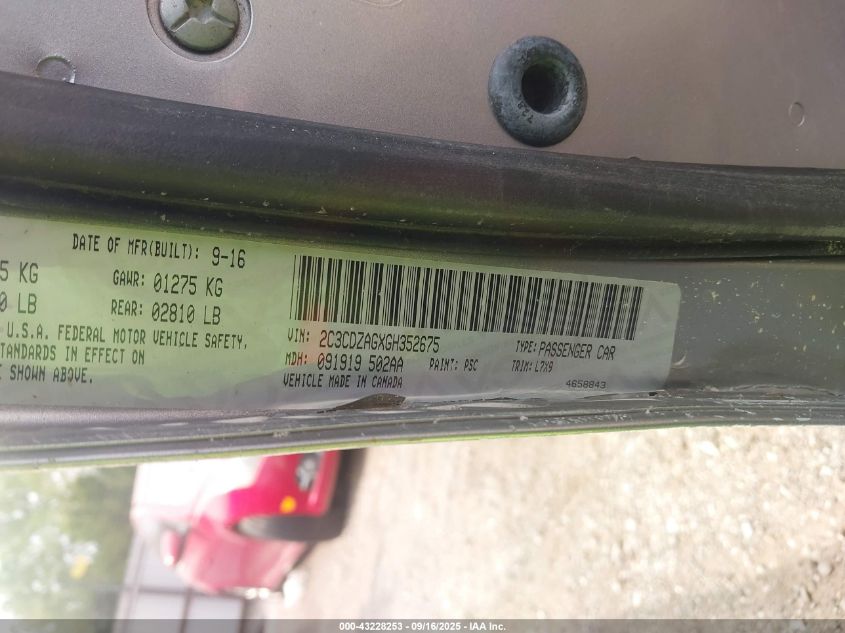 DATE OF MFR(BUILT): 9-16
5 KG GAWR: 01275 KG
0 LB REAR: 02810 LB
U.S.A. FEDERAL MOTOR VEHICLE SAFETY,
STANDARDS IN EFFECT ON
E SHOWN ABOVE.
VIN: 2C3CDZAGXGH352675 TYPE: PASSENGER CAR
MDH: 091919 502AA PAINT: PSC TRIM: L7X9
VEHICLE MADE IN CANADA 4658843
000-43228253 - 09/16/2025 - IAA Inc.